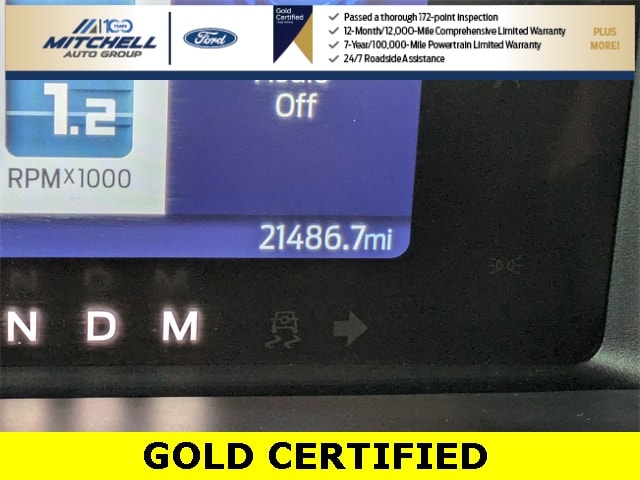 100 YEARS
MITCHELL
AUTO GROUP
Ford
Gold
Certified
Passed a thorough 172-point inspection
12-Month/12,000-Mile Comprehensive Limited Warranty
7-Year/100,000-Mile Powertrain Limited Warranty
24/7 Roadside Assistance
PLUS
MORE!
Audio
Off
1.2
RPMx1000
21486.7mi
N D M
N D M
GOLD CERTIFIED